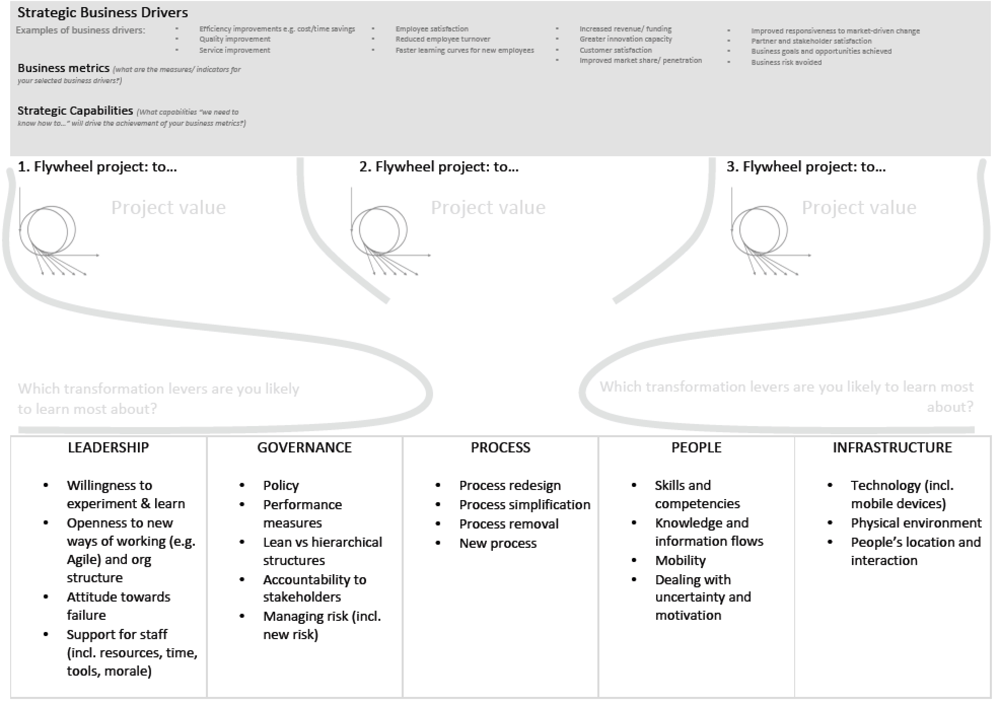 Strategic Business Drivers
Examples of business drivers:
▪ Efficiency improvements e.g. cost/time savings
▪ Quality improvement
▪ Service improvement
▪ Employee satisfaction
▪ Reduced employee turnover
▪ Faster learning curves for new employees
▪ Increased revenue/ funding
▪ Greater innovation capacity
▪ Customer satisfaction
▪ Improved market share/ penetration
▪ Improved responsiveness to market-driven change
▪ Partner and stakeholder satisfaction
▪ Business goals and opportunities achieved
▪ Business risk avoided
Business metrics (what are the measures/ indicators for
your selected business drivers?)
Strategic Capabilities (What capabilities “we need to
know how to...” will drive the achievement of your business metrics?)
1. Flywheel project: to...
Project value
2. Flywheel project: to...
Project value
3. Flywheel project: to...
Project value
Which transformation levers are you likely
to learn most about?
Which transformation levers are you likely to learn most
about?
LEADERSHIP
• Willingness to
experiment & learn
• Openness to new
ways of working (e.g.
Agile) and org
structure
• Attitude towards
failure
• Support for staff
(incl. resources, time,
tools, morale)
GOVERNANCE
• Policy
• Performance
measures
• Lean vs hierarchical
structures
• Accountability to
stakeholders
• Managing risk (incl.
new risk)
PROCESS
• Process redesign
• Process simplification
• Process removal
• New process
PEOPLE
• Skills and
competencies
• Knowledge and
information flows
• Mobility
• Dealing with
uncertainty and
motivation
INFRASTRUCTURE
• Technology (incl.
mobile devices)
• Physical environment
• People’s location and
interaction